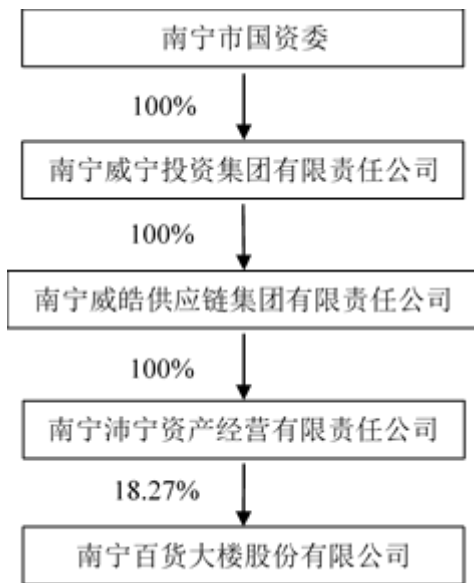 南宁市国资委
100%
南宁威宁投资集团有限责任公司
100%
南宁威皓供应链集团有限责任公司
100%
南宁沛宁资产经营有限责任公司
18.27%
南宁百货大楼股份有限公司